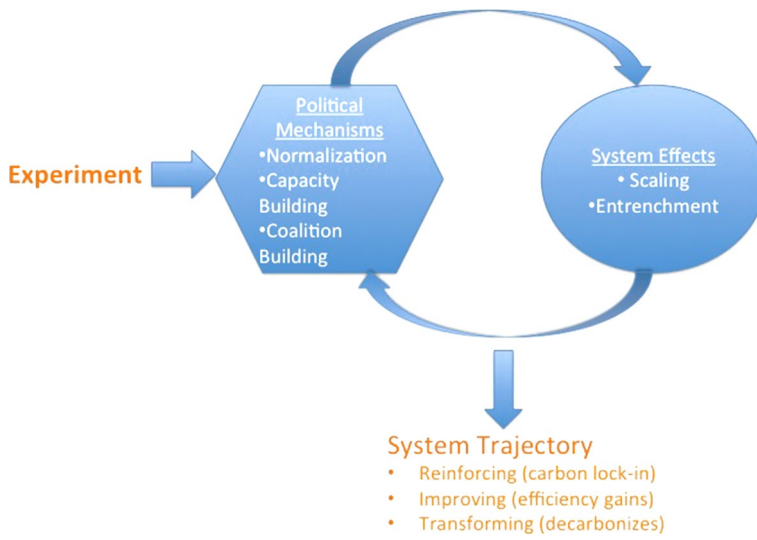 Experiment
Political
Mechanisms
•Normalization
•Capacity
Building
•Coalition
Building
System Effects
• Scaling
•Entrenchment
System Trajectory
• Reinforcing (carbon lock-in)
• Improving (efficiency gains)
• Transforming (decarbonizes)